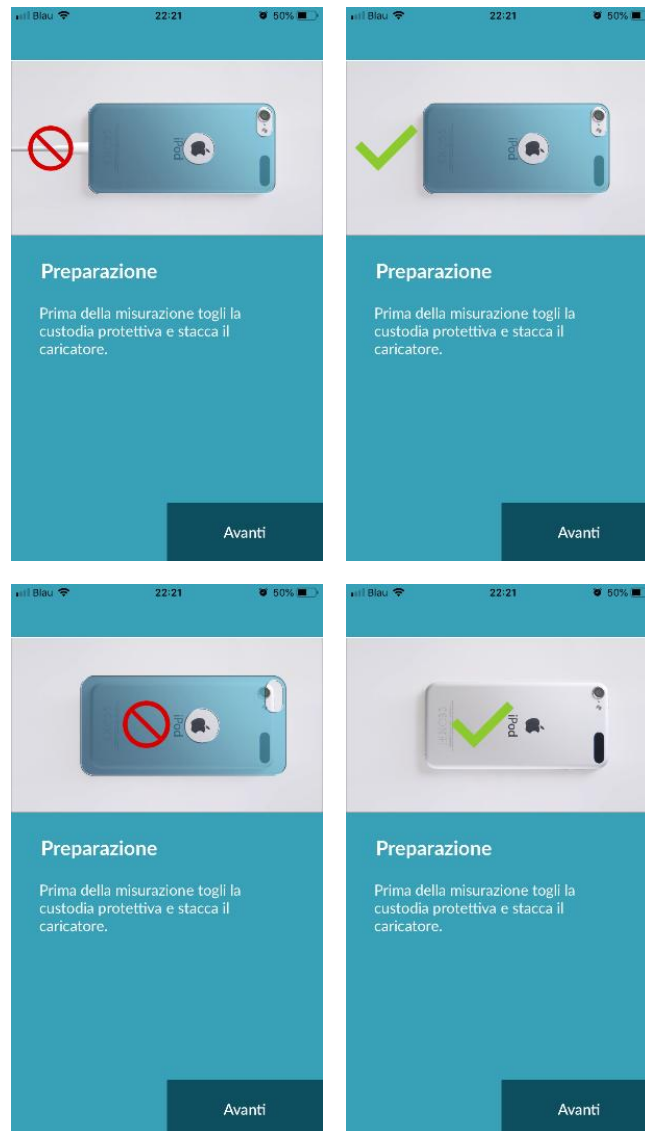 Blau 22:21 50%
iPod
Preparazione
Prima della misurazione togli la
custodia protettiva e stacca il
caricatore.
Avanti
Blau 22:21 50%
iPod
Preparazione
Prima della misurazione togli la
custodia protettiva e stacca il
caricatore.
Avanti
Blau 22:21 50%
iPod
Preparazione
Prima della misurazione togli la
custodia protettiva e stacca il
caricatore.
Avanti
Blau 22:21 50%
iPod
Preparazione
Prima della misurazione togli la
custodia protettiva e stacca il
caricatore.
Avanti